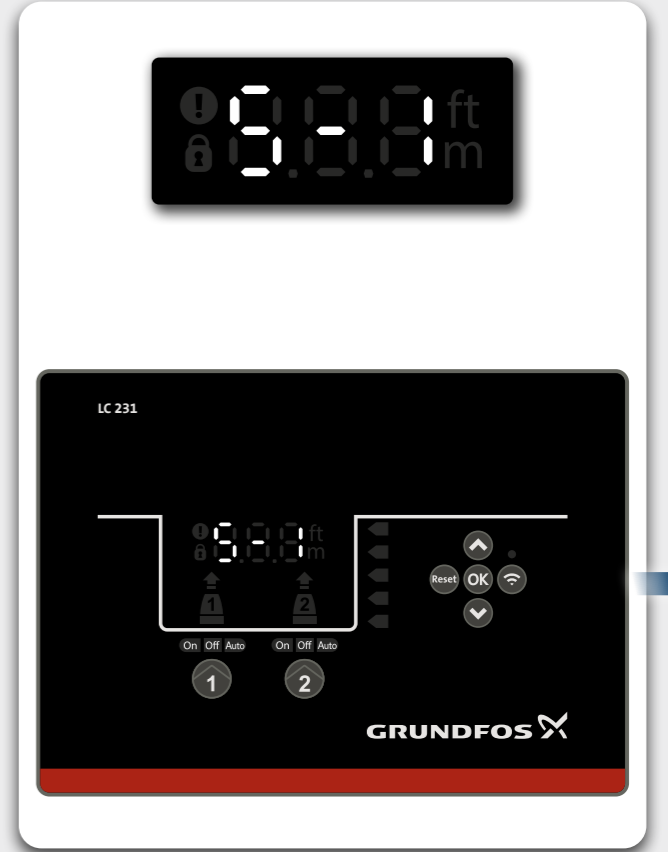 S - 1 ft
m
LC 231
S - 1 ft
m
1 2
Reset OK
On Off Auto On Off Auto
1 2
GRUNDFOS